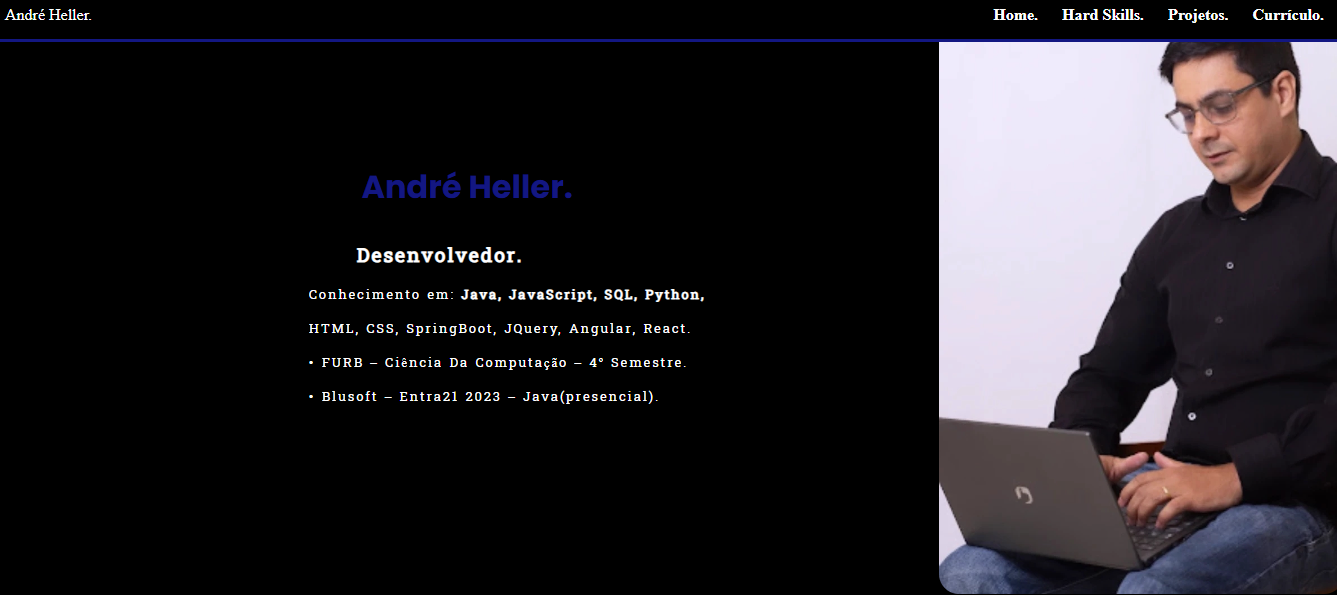 André Heller.
Home. Hard Skills. Projetos. Currículo.
André Heller.
Desenvolvedor.
Conhecimento em: Java, JavaScript, SQL, Python,
HTML, CSS, SpringBoot, JQuery, Angular, React.
• FURB – Ciência Da Computação – 4º Semestre.
• Blusoft – Entra21 2023 – Java(presencial).